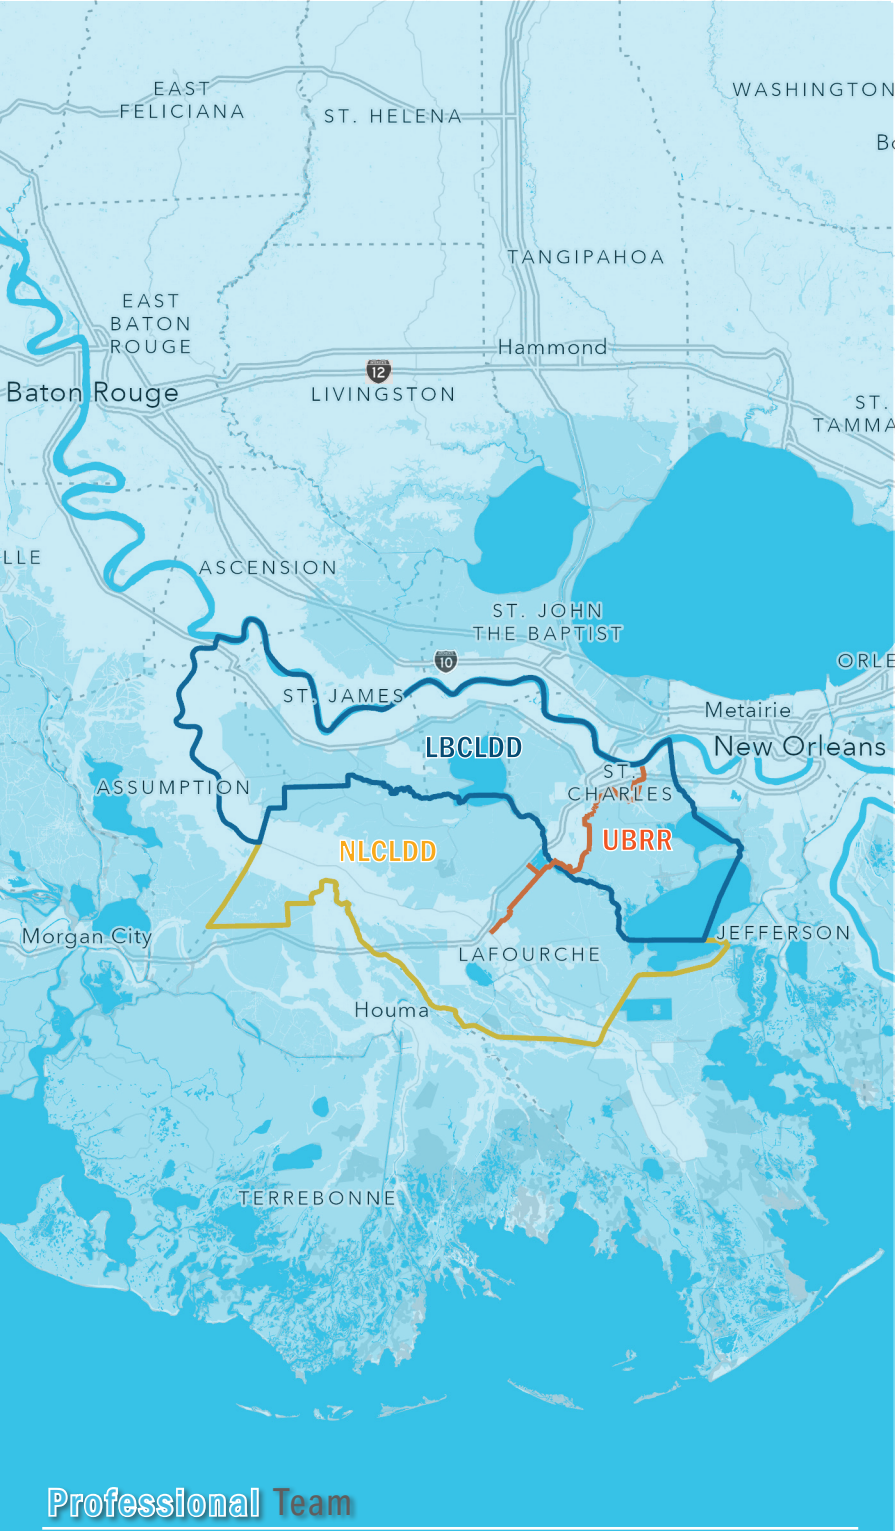 EAST
FELICIANA
ST. HELENA
WASHINGTON
Bo
TANGIPAHOA
EAST
BATON
ROUGE
Hammond
12
Baton Rouge
LIVINGSTON
ST.
TAMMA
LLE
ASCENSION
ST. JOHN
THE BAPTIST
10
ORLE
ST. JAMES
Metairie
LBCLDD
New Orleans
ST.
CHARLES
ASSUMPTION
UBRR
NLCLDD
Morgan City
JEFFERSON
LAFOURCHE
Houma
TERREBONNE
Professional Team